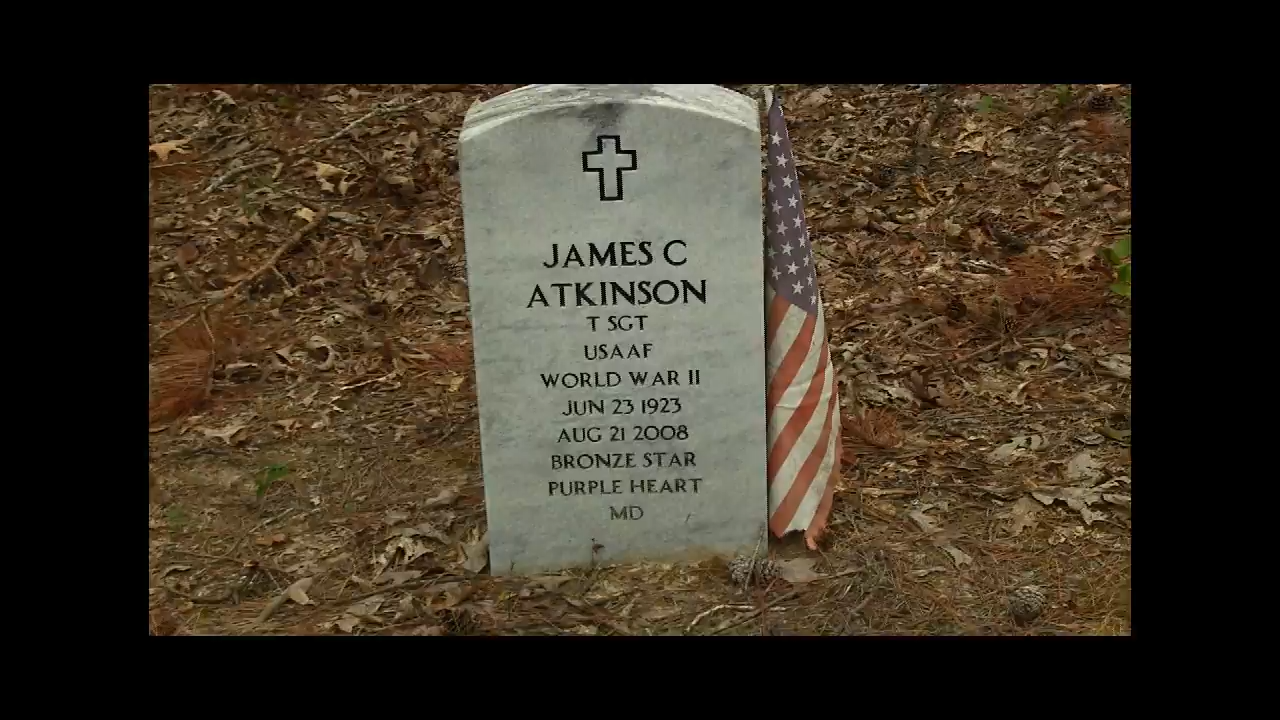 JAMES C
ATKINSON
T SGT
USAAF
WORLD WAR II
JUN 23 1923
AUG 21 2008
BRONZE STAR
PURPLE HEART
MD